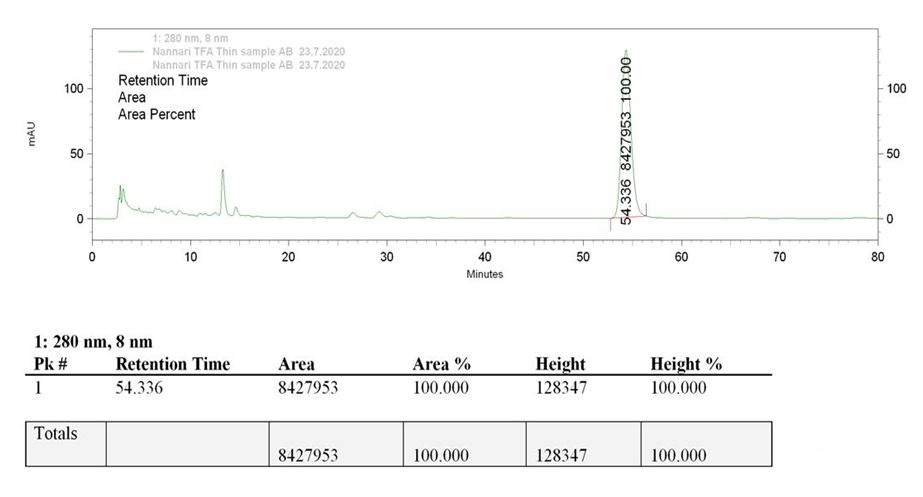 1: 280 nm, 8 nm
Nannari TFA Thin sample AB 23.7.2020
Nannari TFA Thin sample AB 23.7.2020
Retention Time
Area
Area Percent
mAU
100
50
0
100
50
0
54.336 8427953 100.00
0 10 20 30 40 50 60 70 80
Minutes
1: 280 nm, 8 nm
Pk # Retention Time Area Area % Height Height %
1 54.336 8427953 100.000 128347 100.000
Totals
8427953 100.000 128347 100.000